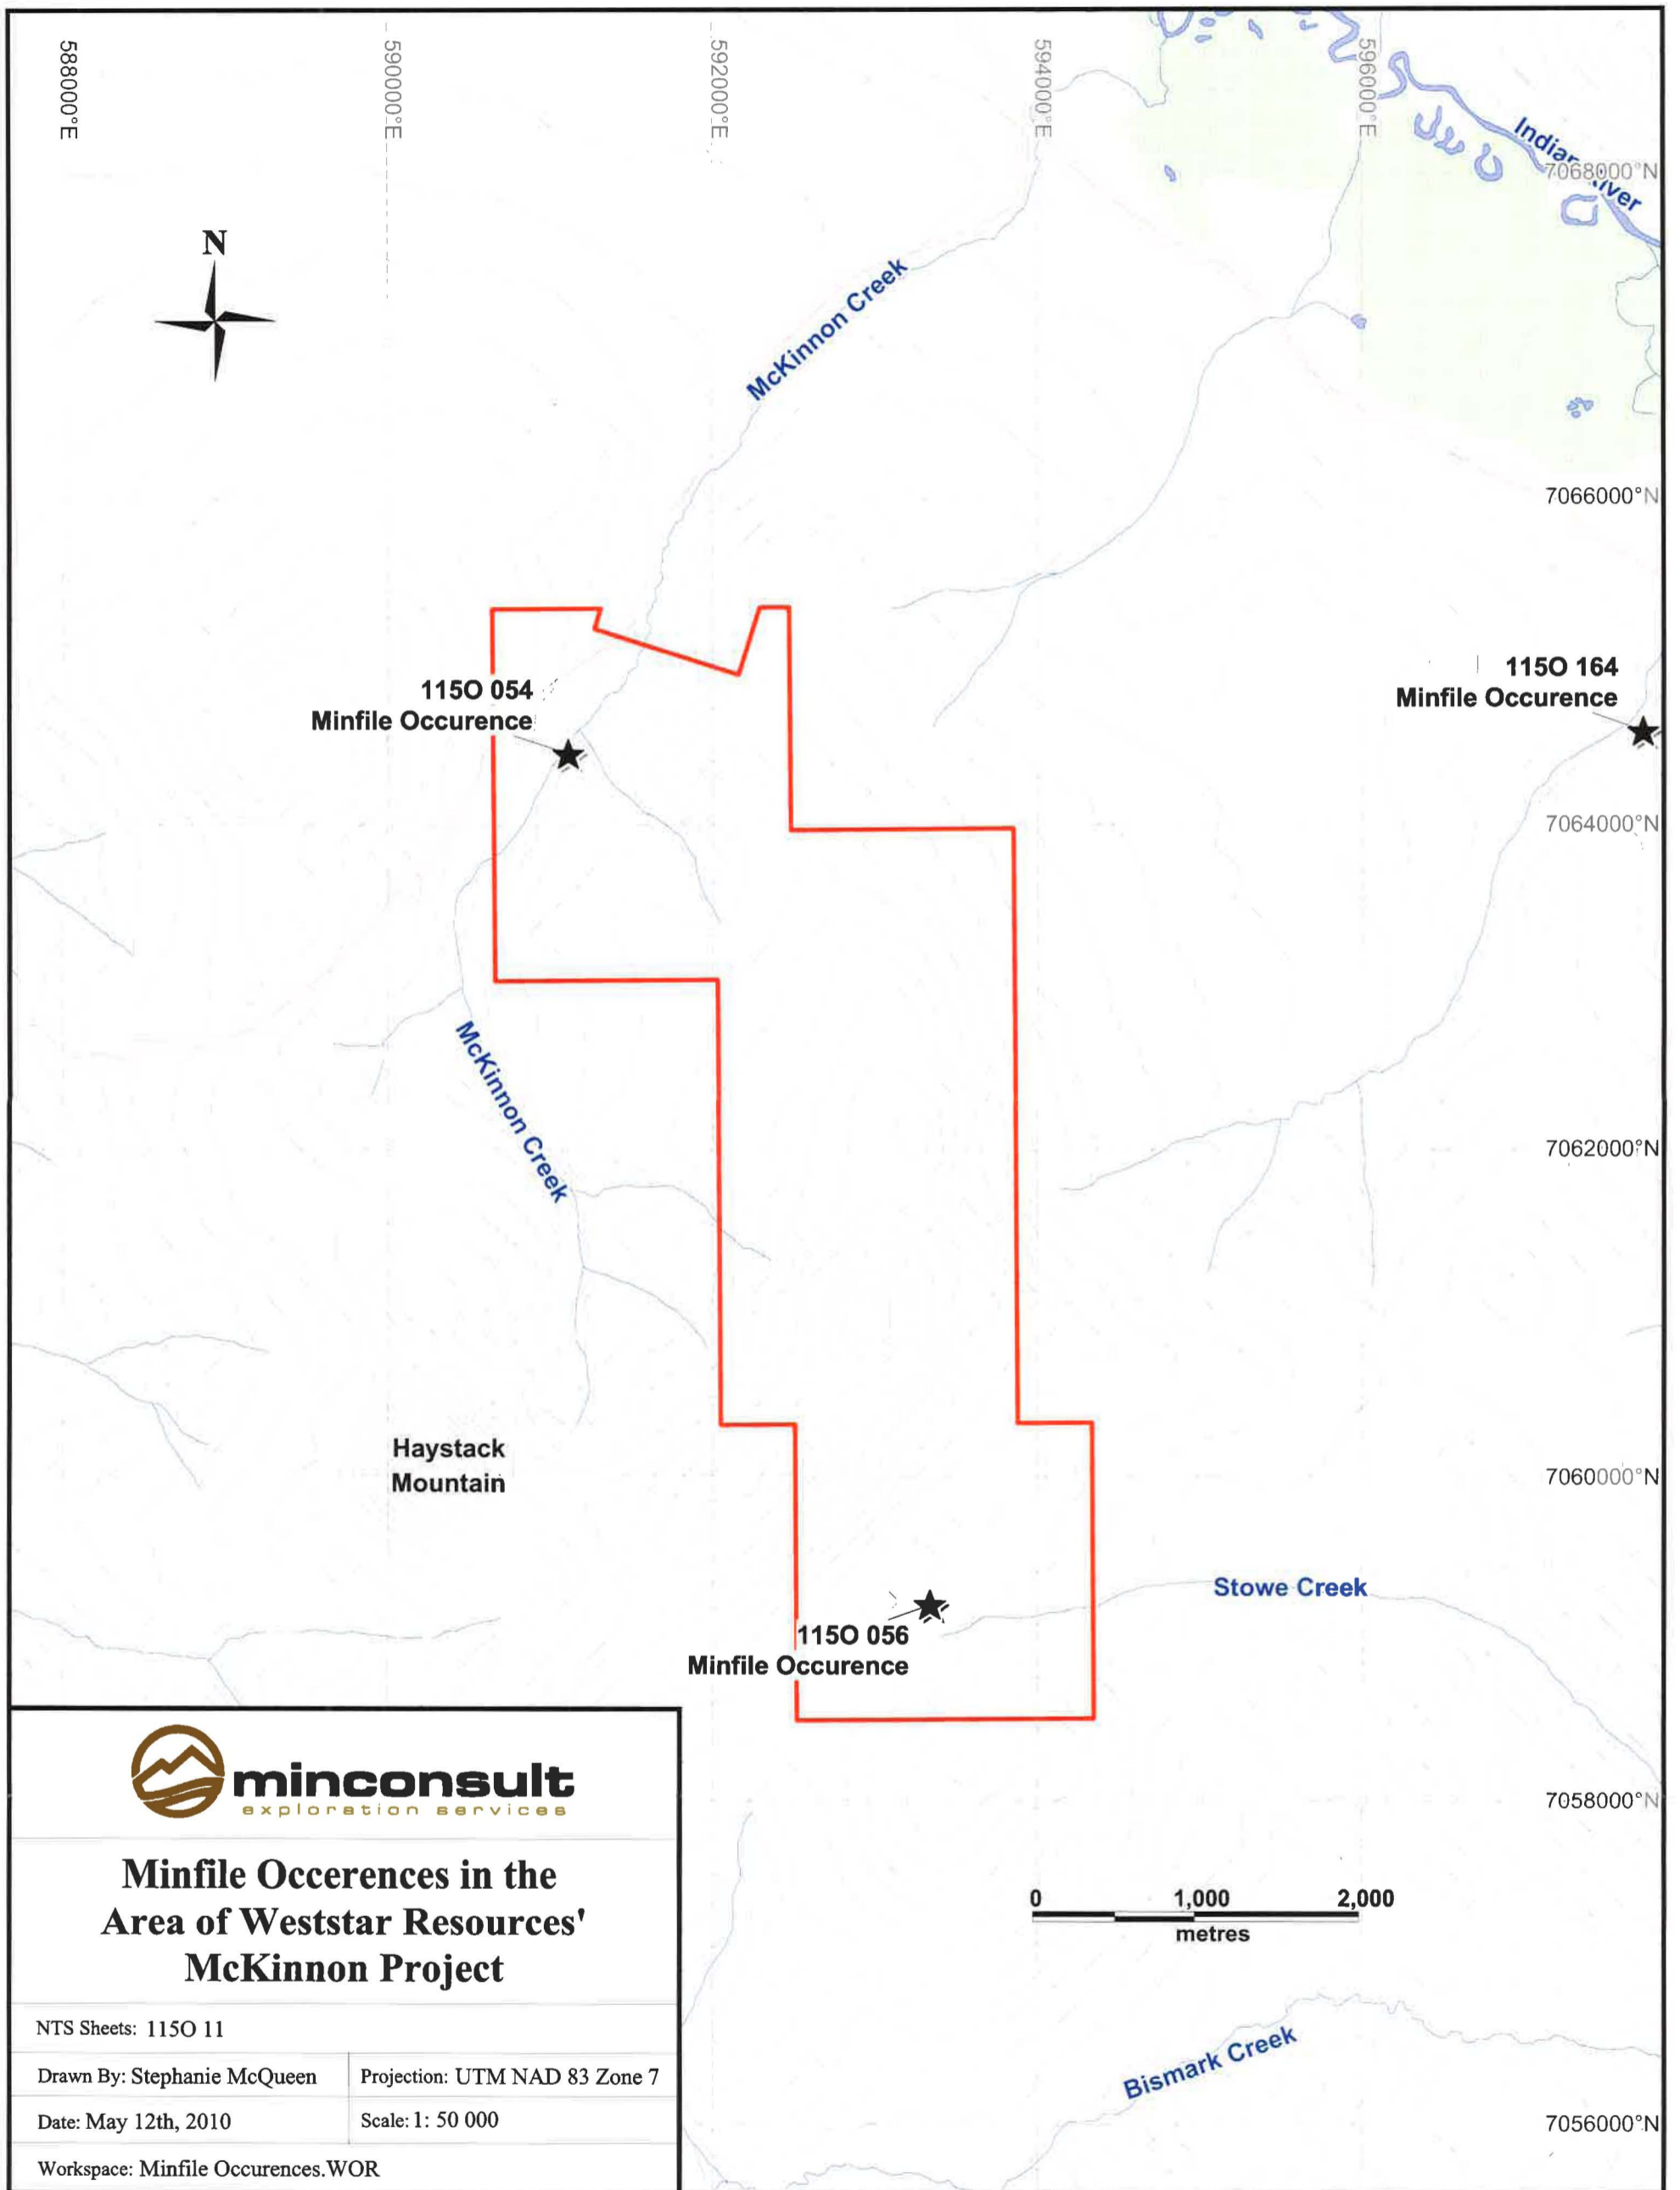 588000°E
590000°E
592000°E
594000°E
596000°E
Indian River
7068000°N
N
McKinnon Creek
7066000°N
115O 054
Minfile Occurence
115O 164
Minfile Occurence
7064000°N
McKinnon Creek
7062000°N
Haystack
Mountain
7060000°N
Stowe Creek
115O 056
Minfile Occurence
7058000°N
minconsult
exploration services
Minfile Occerences in the
Area of Weststar Resources'
McKinnon Project
0 1,000 2,000
metres
NTS Sheets: 115O 11
Drawn By: Stephanie McQueen
Projection: UTM NAD 83 Zone 7
Date: May 12th, 2010
Scale: 1: 50 000
Workspace: Minfile Occurences.WOR
Bismark Creek
7056000°N